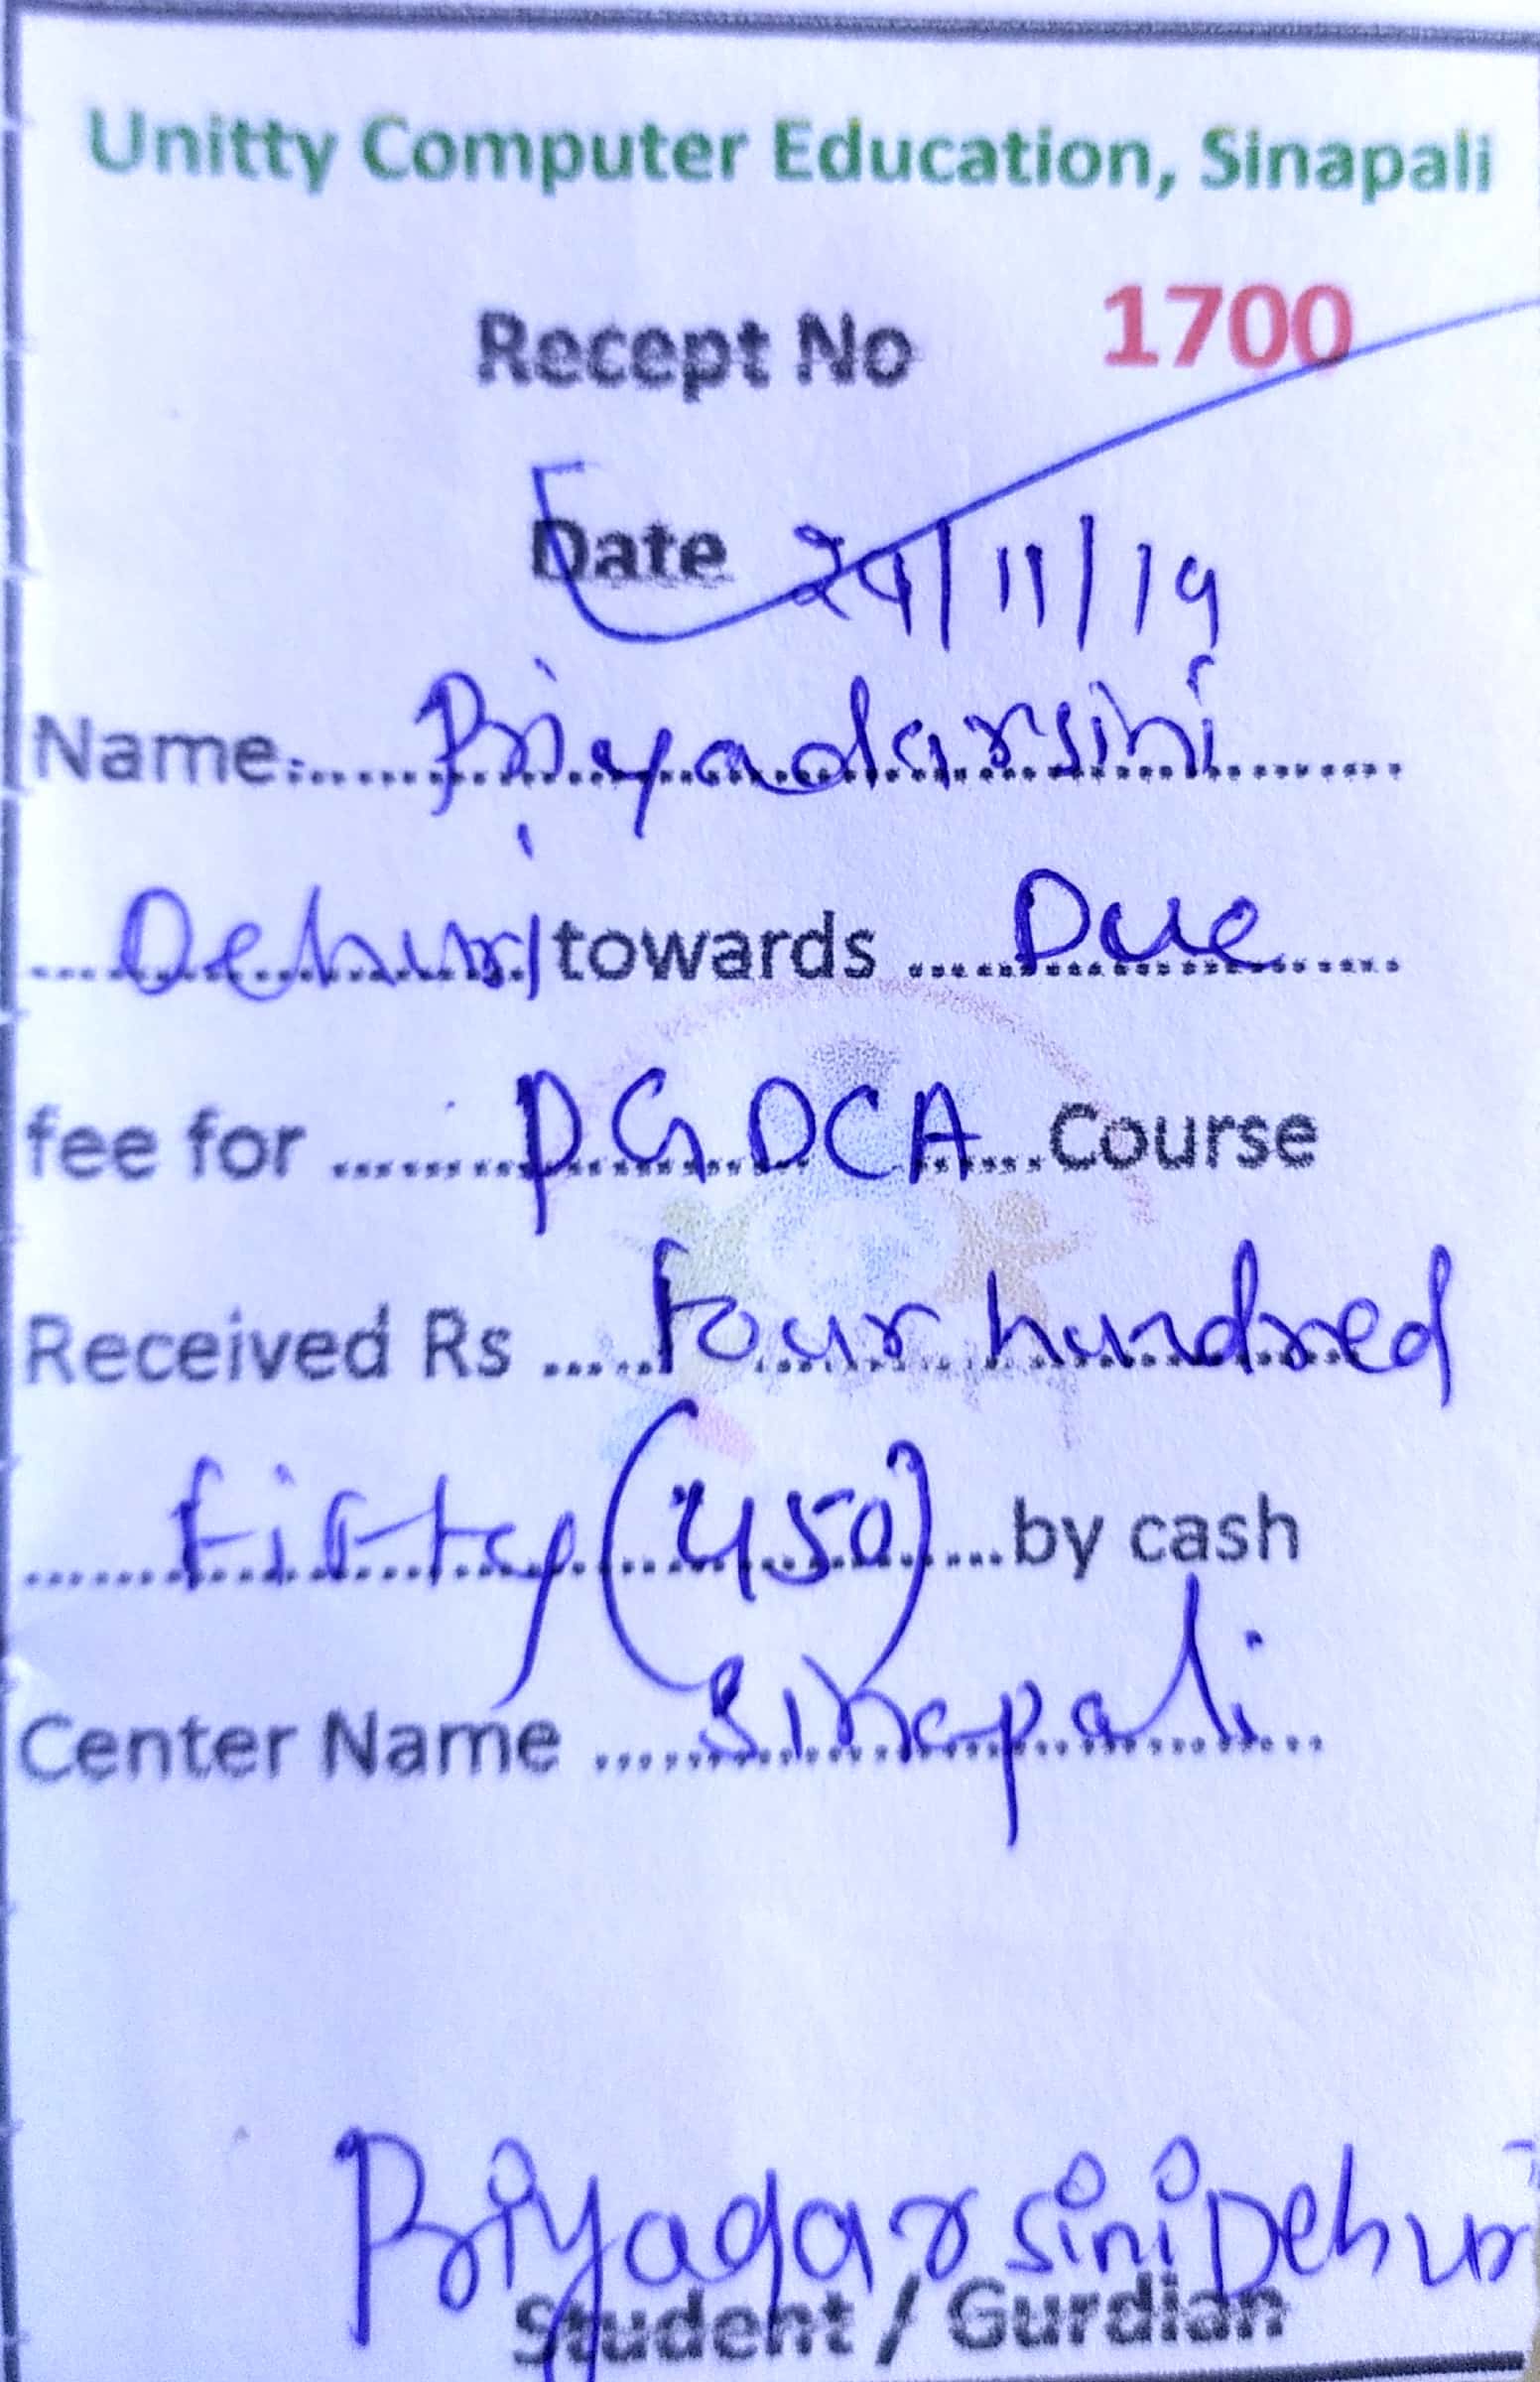 Unitty Computer Education, Sinapali
Recept No 1700
Date 29/11/19
Name. Priyadarsini
Dehuri towards Due
fee for PGDCA Course
Received Rs Four hundred
Fifty (450) by cash
Center Name Sinapali
Priyadarsini Dehuri
Student / Gurdian